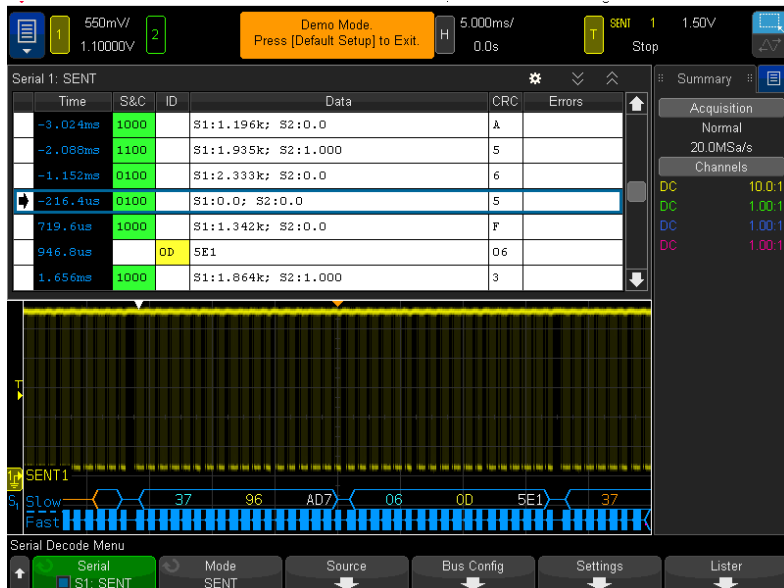 550mV/
1
1.10000V
2
Demo Mode.
Press [Default Setup] to Exit.
H
5.000ms/
0.0s
T
SENT 1 1.50V
Stop
Serial 1: SENT
Time S&C ID Data CRC Errors
-3.024ms 1000 S1:1.196k; S2:0.0 A
-2.088ms 1100 S1:1.935k; S2:1.000 5
-1.152ms 0100 S1:2.333k; S2:0.0 6
-216.4us 0100 S1:0.0; S2:0.0 5
719.6us 1000 S1:1.342k; S2:0.0 F
946.8us 0D 5E1 06
1.656ms 1000 S1:1.864k; S2:1.000 3
Summary
Acquisition
Normal
20.0MSa/s
Channels
DC 10.0:1
DC 1.00:1
DC 1.00:1
DC 1.00:1
T
1
SENT1
S1
Slow 37 96 AD7 06 0D 5E1 37
Fast
Serial Decode Menu
Serial Mode Source Bus Config Settings Lister
S1: SENT SENT